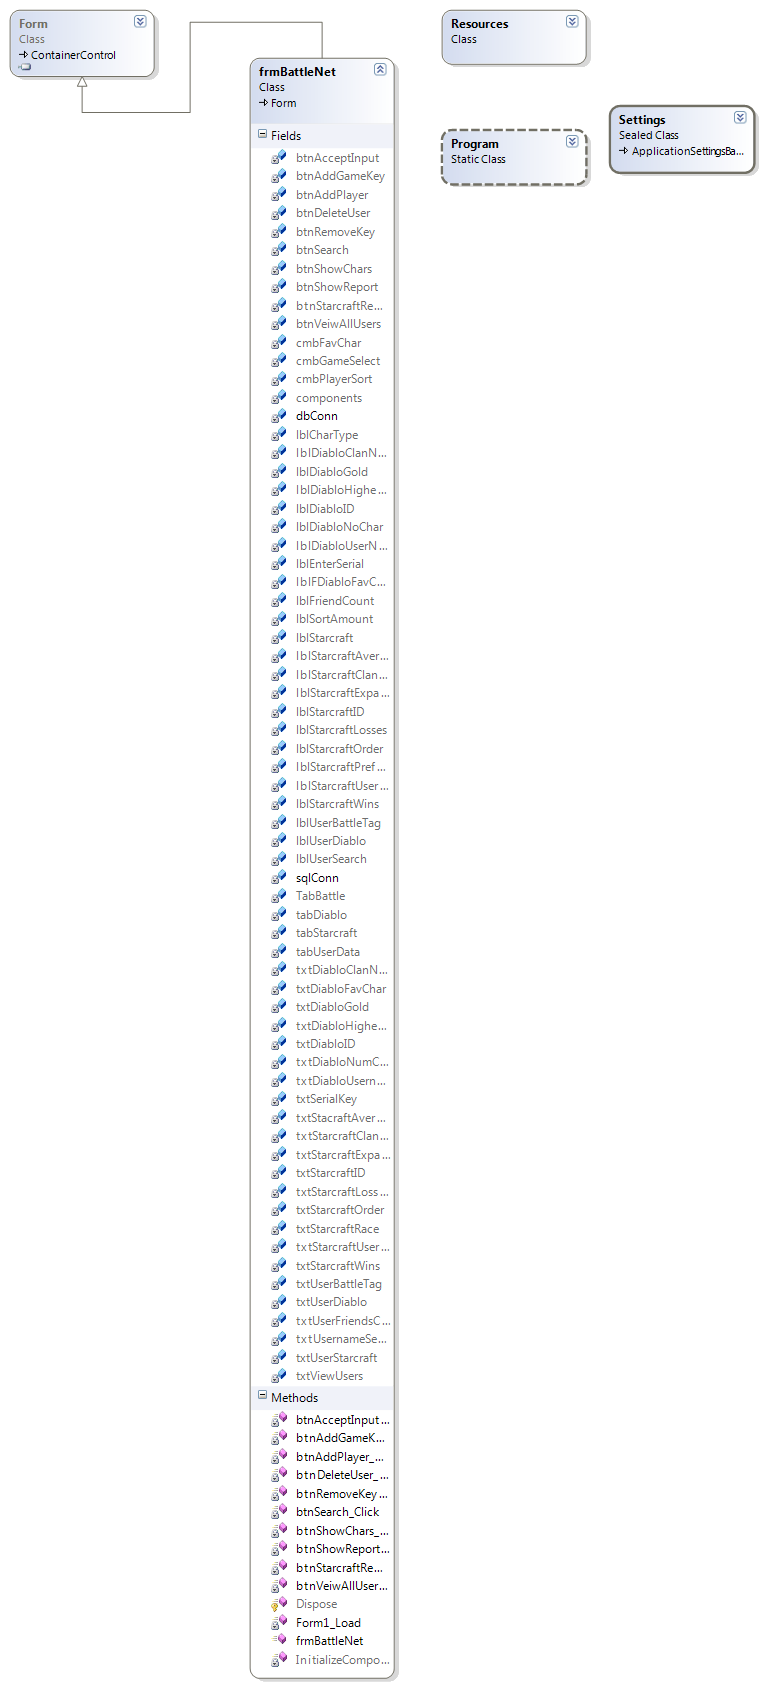 Form
Class
ContainerControl
frmBattleNet
Class
Form
Fields
btnAcceptInput
btnAddGameKey
btnAddPlayer
btnDeleteUser
btnRemoveKey
btnSearch
btnShowChars
btnShowReport
btnStarcraftRe...
btnVeiwAllUsers
cmbFavChar
cmbGameSelect
cmbPlayerSort
components
dbConn
lblCharType
lblDiabloClanN...
lblDiabloGold
lblDiabloHighe...
lblDiabloID
lblDiabloNoChar
lblDiabloUserN...
lblEnterSerial
lblFDiabloFavC...
lblFriendCount
lblSortAmount
lblStarcraft
lblStarcraftAver...
lblStarcraftClan...
lblStarcraftExpa...
lblStarcraftID
lblStarcraftLosses
lblStarcraftOrder
lblStarcraftPref...
lblStarcraftUser...
lblStarcraftWins
lblUserBattleTag
lblUserDiablo
lblUserSearch
sqlConn
TabBattle
tabDiablo
tabStarcraft
tabUserData
txtDiabloClanN...
txtDiabloFavChar
txtDiabloGold
txtDiabloHighe...
txtDiabloID
txtDiabloNumC...
txtDiabloUsern...
txtSerialKey
txtStacraftAver...
txtStarcraftClan...
txtStarcraftExpa...
txtStarcraftID
txtStarcraftLoss...
txtStarcraftOrder
txtStarcraftRace
txtStarcraftUser...
txtStarcraftWins
txtUserBattleTag
txtUserDiablo
txtUserFriendsC...
txtUsernameSe...
txtUserStarcraft
txtViewUsers
Methods
btnAcceptInput...
btnAddGameK...
btnAddPlayer_...
btnDeleteUser_...
btnRemoveKey...
btnSearch_Click
btnShowChars_...
btnShowReport...
btnStarcraftRe...
btnVeiwAllUser...
Dispose
Form1_Load
frmBattleNet
InitializeCompo...
Resources
Class
Program
Static Class
Settings
Sealed Class
ApplicationSettingsBa...